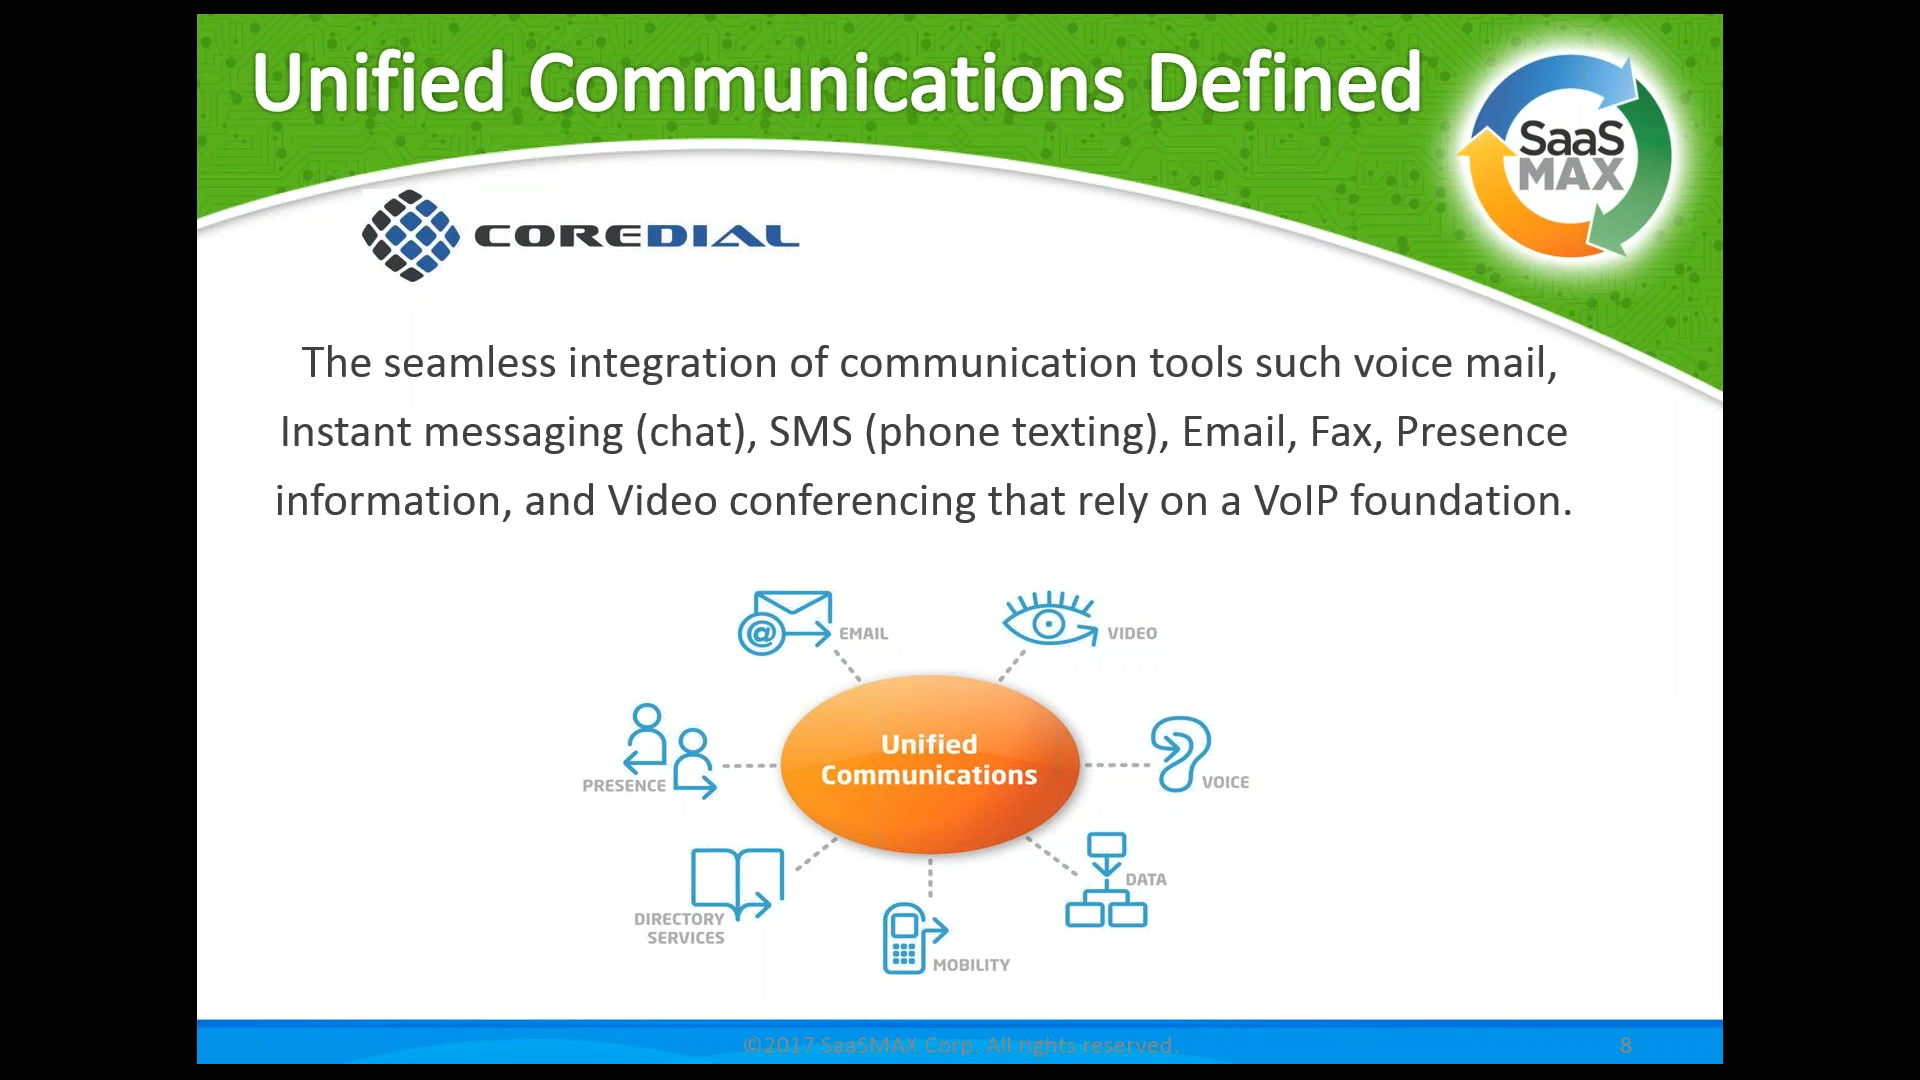 Unified Communications Defined
SaaS
MAX
COREDIAL
The seamless integration of communication tools such voice mail,
Instant messaging (chat), SMS (phone texting), Email, Fax, Presence
information, and Video conferencing that rely on a VoIP foundation.
EMAIL
VIDEO
Unified
Communications
PRESENCE
VOICE
DIRECTORY
SERVICES
DATA
MOBILITY
©2017 SaaSMAX Corp. All rights reserved.
8